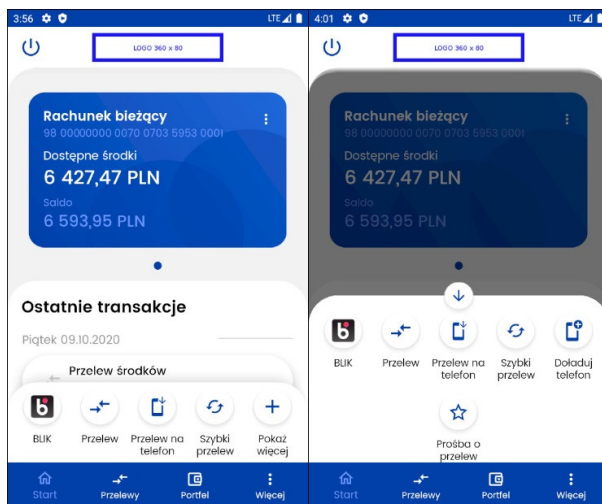 3:56
LTE
LOGO 360 x 80
Rachunek bieżący
98 00000000 0070 0703 5953 0001
Dostępne środki
6 427,47 PLN
Saldo
6 593,95 PLN
Ostatnie transakcje
Piątek 09.10.2020
Przelew środków
BLIK
Przelew
Przelew na
telefon
Szybki
przelew
Pokaż
więcej
Start
Przelewy
Portfel
Więcej
4:01
LTE
LOGO 360 x 80
Rachunek bieżący
98 00000000 0070 0703 5953 0001
Dostępne środki
6 427,47 PLN
Saldo
6 593,95 PLN
BLIK
Przelew
Przelew na
telefon
Szybki
przelew
Doładuj
telefon
Prośba o
przelew
Start
Przelewy
Portfel
Więcej